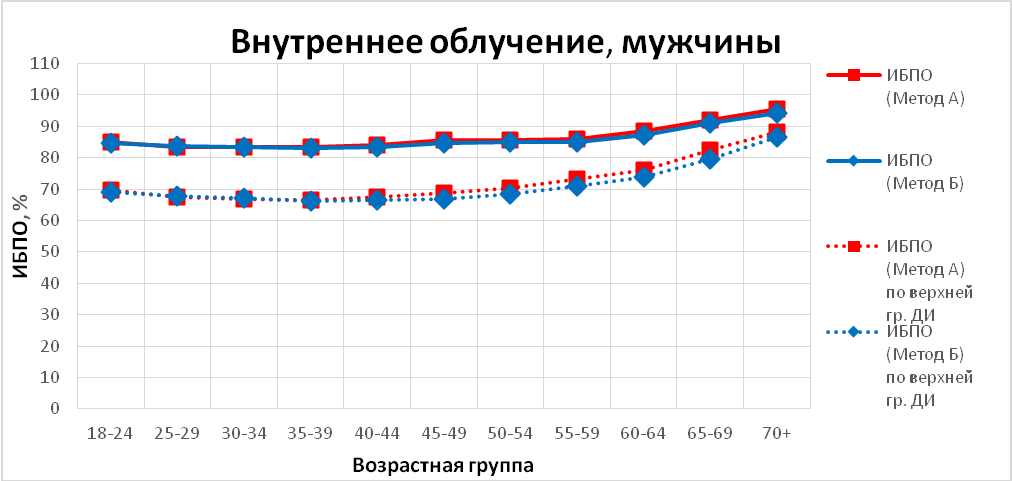 Внутреннее облучение, мужчины
ИБПО, %
110
100
90
80
70
60
50
40
30
20
10
0
18-24 25-29 30-34 35-39 40-44 45-49 50-54 55-59 60-64 65-69 70+
Возрастная группа
ИБПО
(Метод А)
ИБПО
(Метод Б)
ИБПО
(Метод А)
по верхней
гр. ДИ
ИБПО
(Метод Б)
по верхней
гр. ДИ